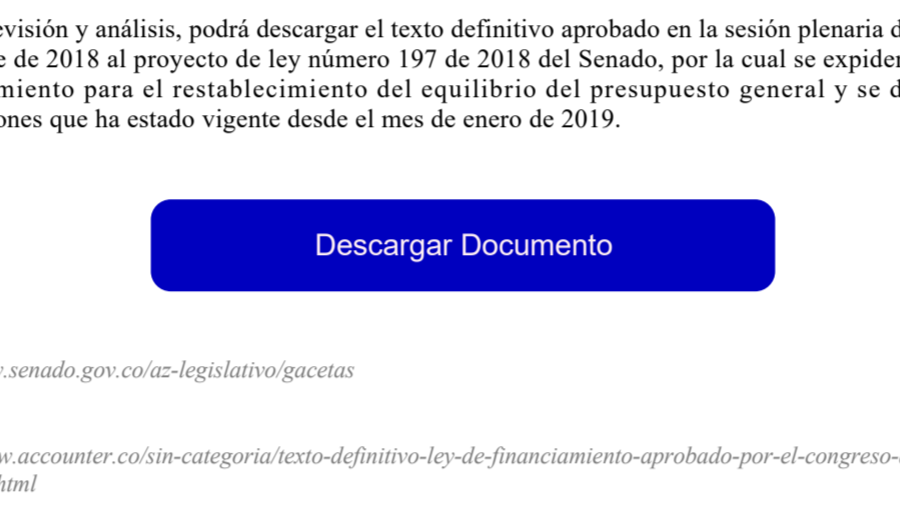 evisión y análisis, podrá descargar el texto definitivo aprobado en la sesión plenaria d
e de 2018 al proyecto de ley número 197 de 2018 del Senado, por la cual se expiden
miento para el restablecimiento del equilibrio del presupuesto general y se d
ones que ha estado vigente desde el mes de enero de 2019.
Descargar Documento
.senado.gov.co/az-legislativo/gacetas
w.accounter.co/sin-categoria/texto-definitivo-ley-de-financiamiento-aprobado-por-el-congreso-
html